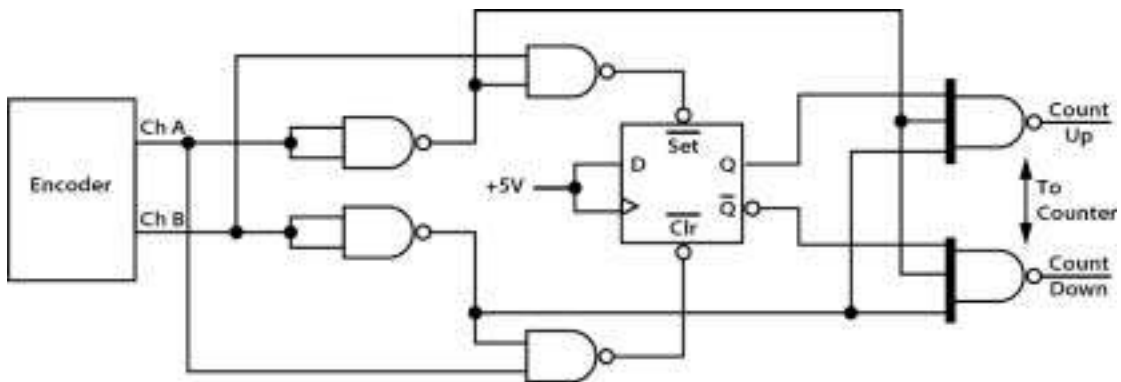 Encoder
Ch A
Ch B
+5V
Set
D
Q
Q
Clr
Count
Up
To
Counter
Count
Down